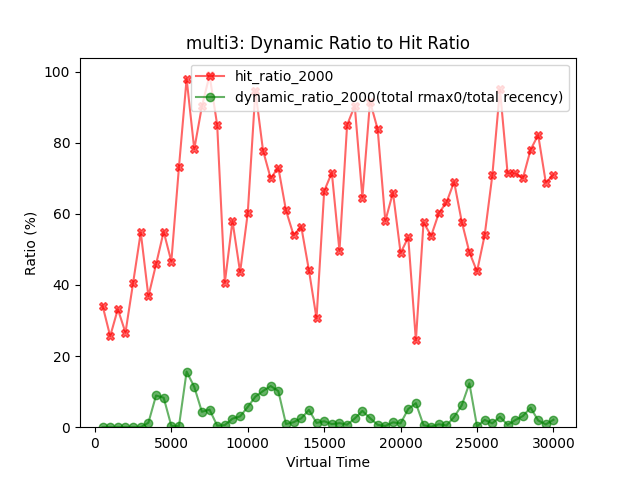 multi3: Dynamic Ratio to Hit Ratio
hit_ratio_2000
dynamic_ratio_2000(total rmax0/total recency)
100
80
60
40
20
0
Ratio (%)
0 5000 10000 15000 20000 25000 30000
Virtual Time